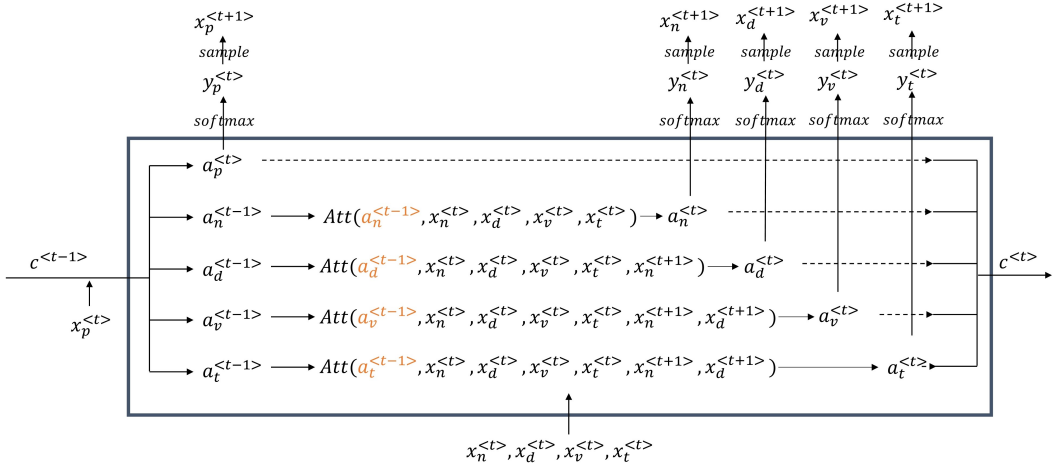 x_p^{<t+1>} x_n^{<t+1>} x_d^{<t+1>} x_v^{<t+1>} x_t^{<t+1>}
sample sample sample sample sample
y_p^{<t>} y_n^{<t>} y_d^{<t>} y_v^{<t>} y_t^{<t>}
softmax softmax softmax softmax softmax
a_p^{<t>}
a_n^{<t-1>} Att(a_n^{<t-1>}, x_n^{<t>}, x_d^{<t>}, x_v^{<t>}, x_t^{<t>}) a_n^{<t>}
c^{<t-1>} a_d^{<t-1>} Att(a_d^{<t-1>}, x_n^{<t>}, x_d^{<t>}, x_v^{<t>}, x_t^{<t>}, x_n^{<t+1>}) a_d^{<t>} c^{<t>}
x_p^{<t>} a_v^{<t-1>} Att(a_v^{<t-1>}, x_n^{<t>}, x_d^{<t>}, x_v^{<t>}, x_t^{<t>}, x_n^{<t+1>}, x_d^{<t+1>}) a_v^{<t>}
a_t^{<t-1>} Att(a_t^{<t-1>}, x_n^{<t>}, x_d^{<t>}, x_v^{<t>}, x_t^{<t>}, x_n^{<t+1>}, x_d^{<t+1>}) a_t^{<t>}
x_n^{<t>}, x_d^{<t>}, x_v^{<t>}, x_t^{<t>}